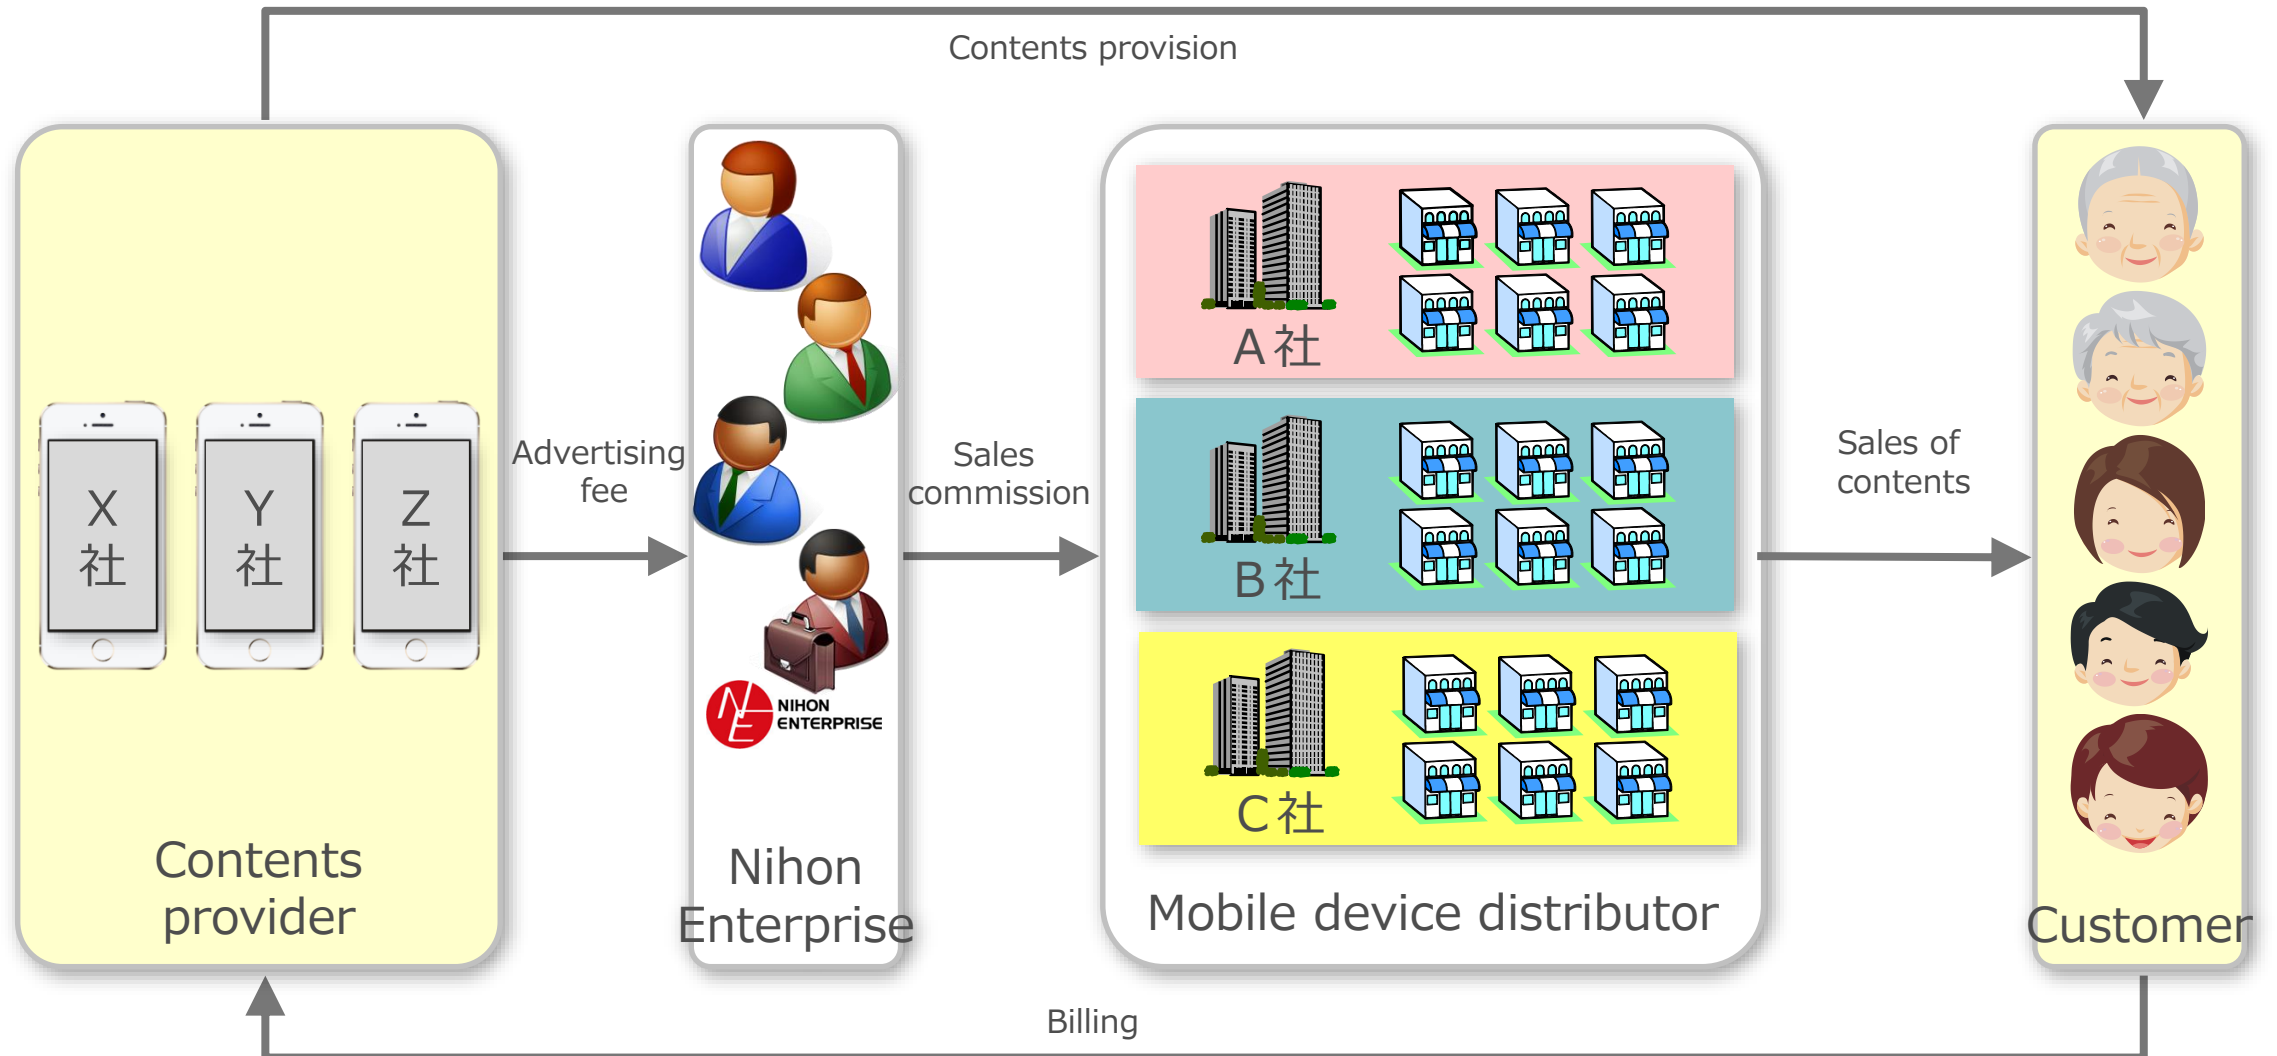 Contents provision
X
社
Y
社
Z
社
Contents
provider
Advertising
fee
NE
NIHON
ENTERPRISE
Nihon
Enterprise
Sales
commission
A社
B社
C社
Mobile device distributor
Sales of
contents
Customer
Billing